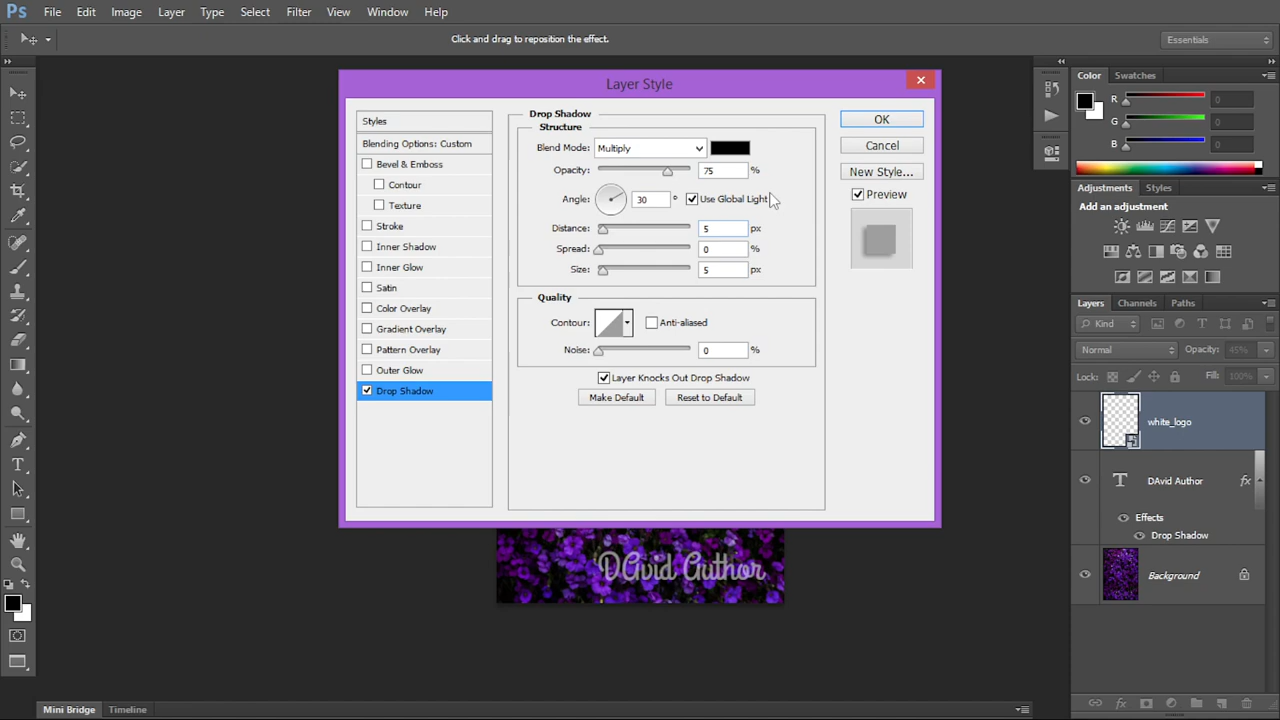 Ps File Edit Image Layer Type Select Filter View Window Help
Click and drag to reposition the effect.
Essentials
Layer Style
Styles
Blending Options: Custom
Bevel & Emboss
Contour
Texture
Stroke
Inner Shadow
Inner Glow
Satin
Color Overlay
Gradient Overlay
Pattern Overlay
Outer Glow
Drop Shadow
Drop Shadow
Structure
Blend Mode: Multiply
Opacity: 75 %
Angle: 30 ° Use Global Light
Distance: 5 px
Spread: 0 %
Size: 5 px
Quality
Contour: Anti-aliased
Noise: 0 %
Layer Knocks Out Drop Shadow
Make Default Reset to Default
OK
Cancel
New Style...
Preview
DAvid Author
Color Swatches
R 0
G 0
B 0
Adjustments Styles
Add an adjustment
Layers Channels Paths
Kind
Normal Opacity: 45%
Lock: Fill: 100%
white_logo
T DAvid Author fx
Effects
Drop Shadow
Background
Mini Bridge Timeline